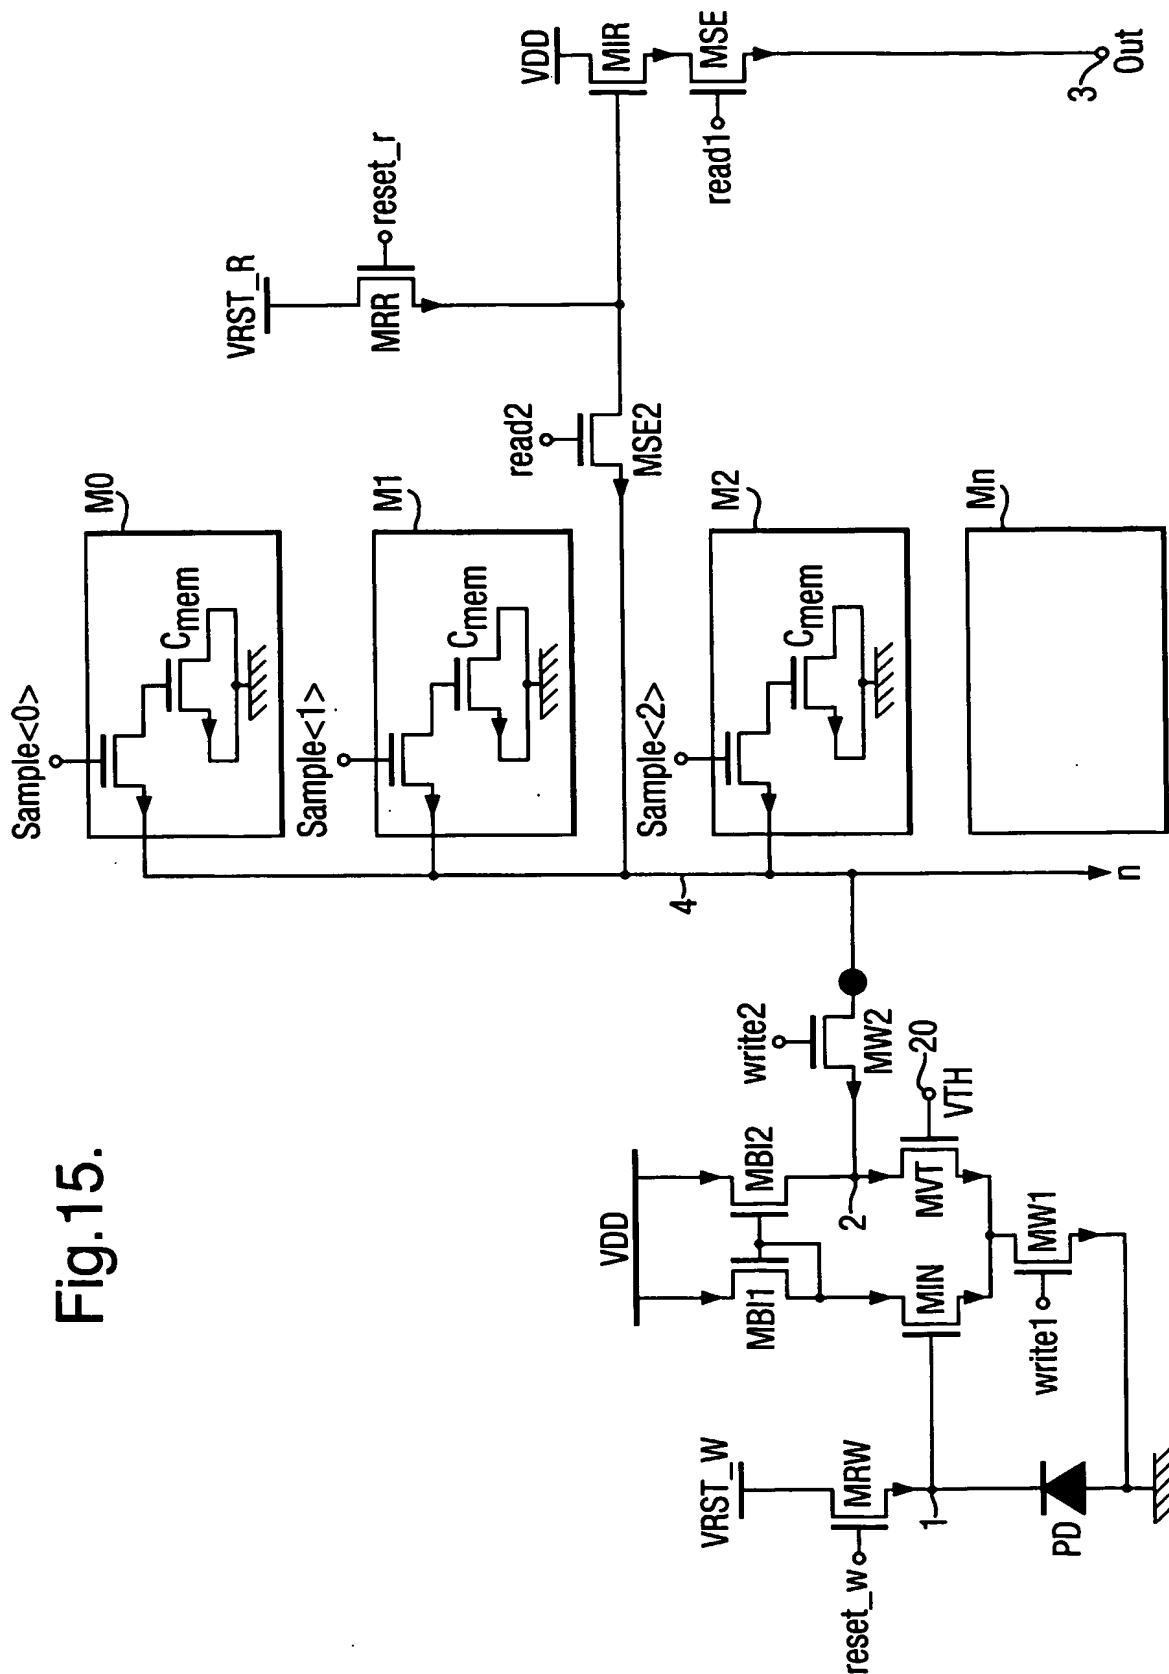 Fig.15.
VRST_W
reset_w
MRW
1
PD
VDD
MBI1
MBI2
2
MIN
MVT
VTH
20
write1
MW1
write2
MW2
4
n
Sample<0>
M0
Cmem
Sample<1>
M1
Cmem
Sample<2>
M2
Cmem
Mn
read2
MSE2
VRST_R
MRR
reset_r
VDD
MIR
read1
MSE
3
Out